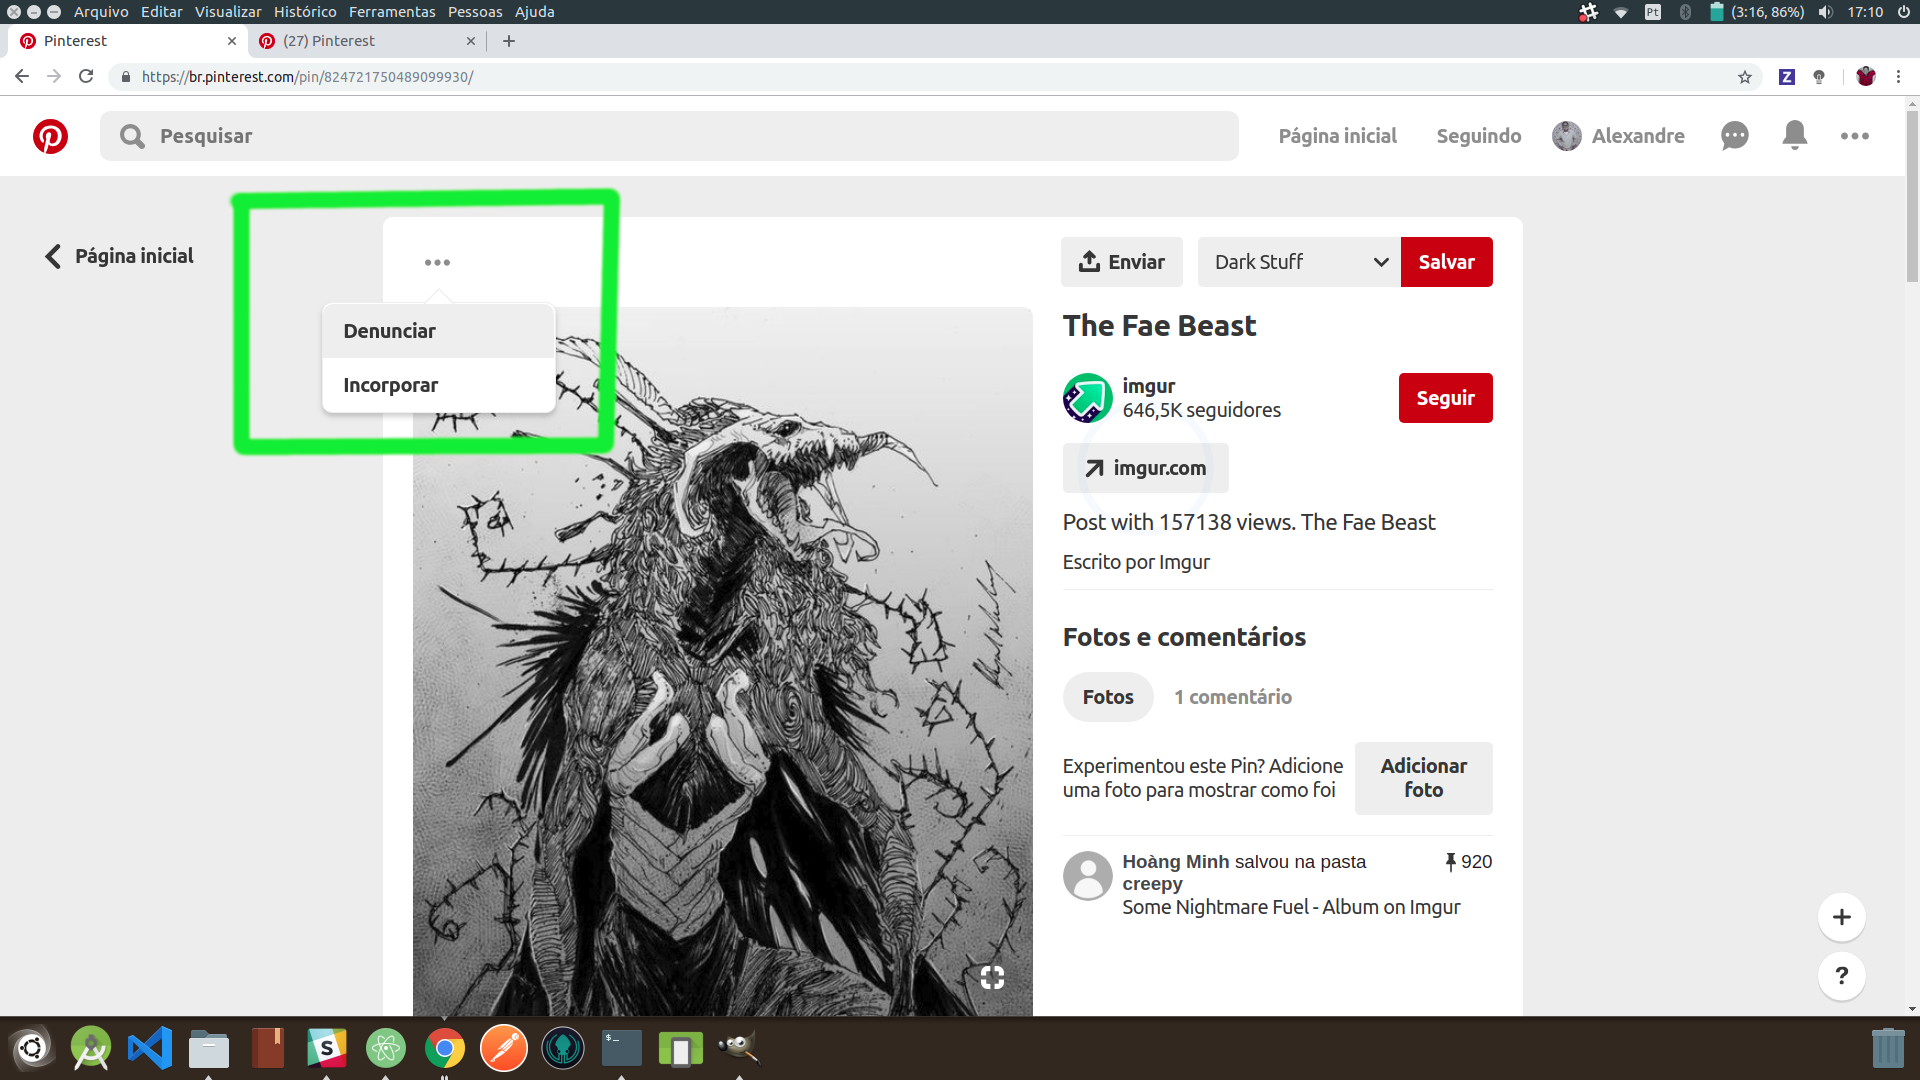 Arquivo Editar Visualizar Histórico Ferramentas Pessoas Ajuda
Pt (3:16, 86%) 17:10
Pinterest
(27) Pinterest
https://br.pinterest.com/pin/824721750489099930/
Z
Pesquisar
Página inicial
Seguindo
Alexandre
Página inicial
Denunciar
Incorporar
Enviar
Dark Stuff
Salvar
The Fae Beast
imgur
646,5K seguidores
Seguir
imgur.com
Post with 157138 views. The Fae Beast
Escrito por Imgur
Fotos e comentários
Fotos
1 comentário
Experimentou este Pin? Adicione
uma foto para mostrar como foi
Adicionar
foto
Hoàng Minh salvou na pasta
creepy
920
Some Nightmare Fuel - Album on Imgur
+
?
S
$_